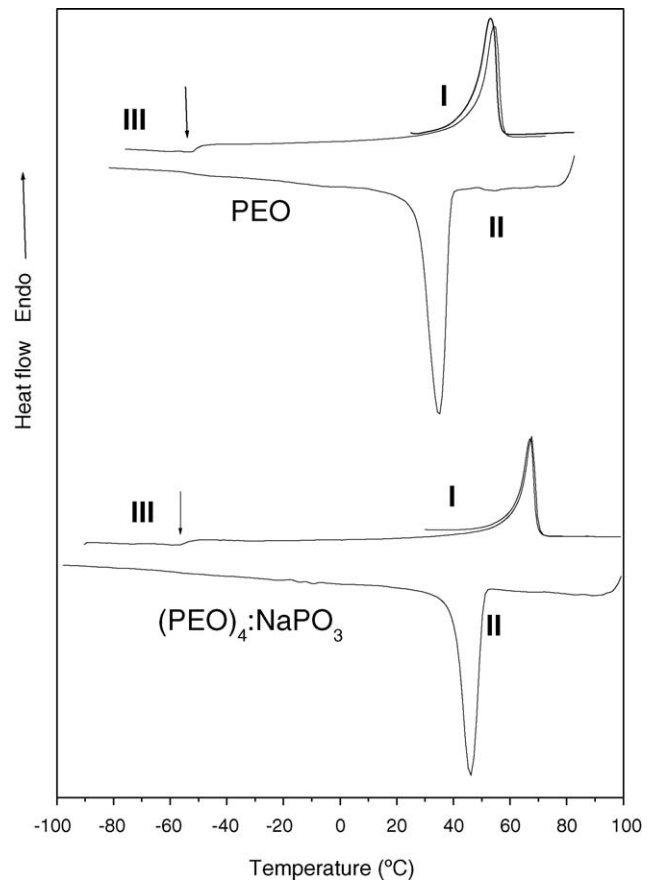 I
III
PEO
II
Heat flow Endo
I
III
(PEO)₄:NaPO₃
II
-100 -80 -60 -40 -20 0 20 40 60 80 100
Temperature (ºC)